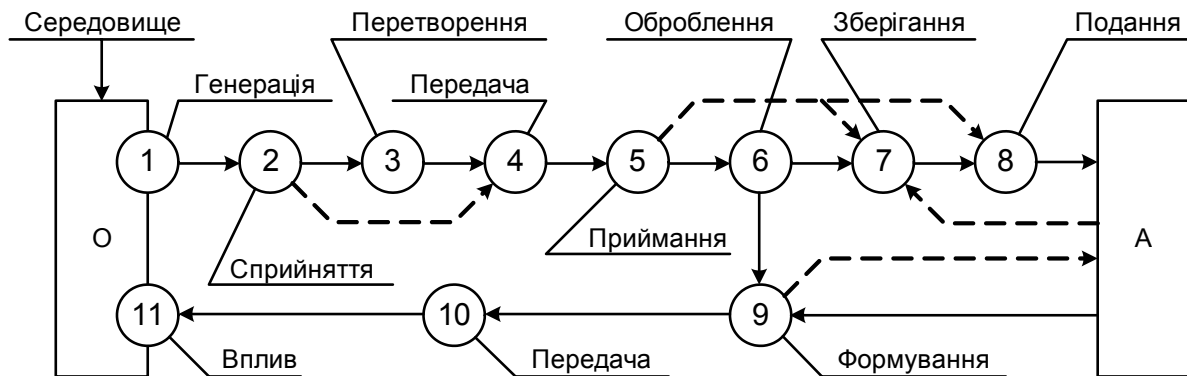 Середовище
Перетворення
Оброблення
Зберігання
Подання
Генерація
Передача
1
2
3
4
5
6
7
8
О
Приймання
А
Сприйняття
11
10
9
Вплив
Передача
Формування